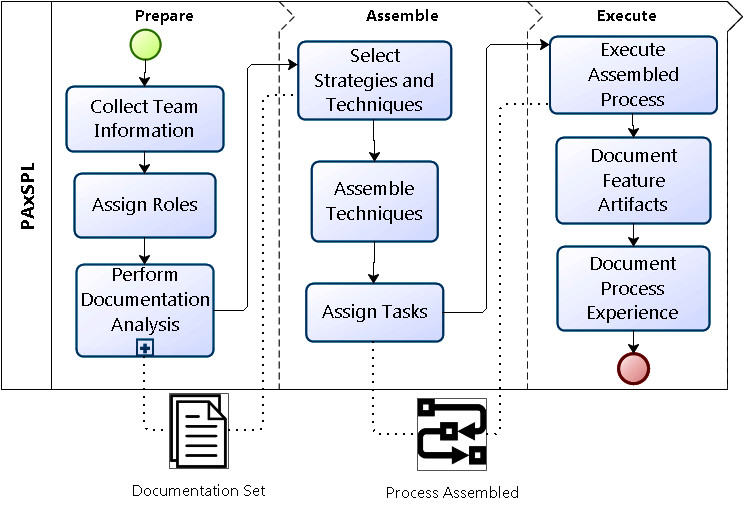 Prepare
Assemble
Execute
PAxSPL
Collect Team
Information
Assign Roles
Perform
Documentation
Analysis
Select
Strategies and
Techniques
Assemble
Techniques
Assign Tasks
Execute
Assembled
Process
Document
Feature
Artifacts
Document
Process
Experience
Documentation Set
Process Assembled